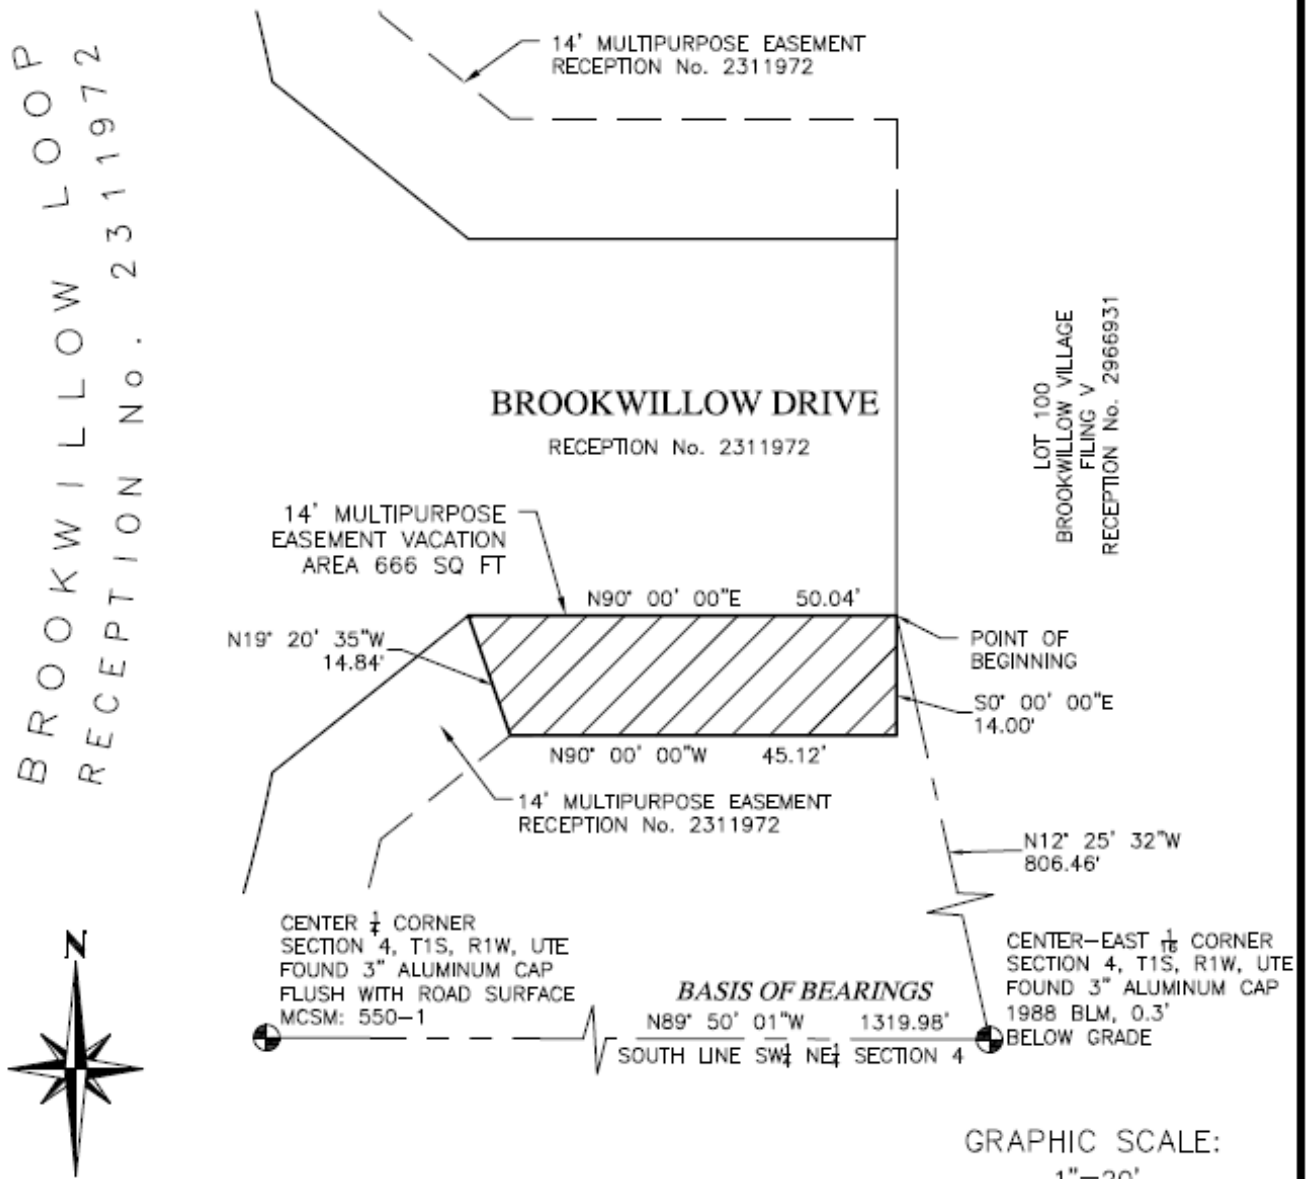 14' MULTIPURPOSE EASEMENT
RECEPTION No. 2311972
BROOKWILLOW LOOP
RECEPTION No. 2311972
BROOKWILLOW DRIVE
RECEPTION No. 2311972
LOT 100
BROOKWILLOW VILLAGE
FILING V
RECEPTION No. 2966931
14' MULTIPURPOSE
EASEMENT VACATION
AREA 666 SQ FT
N90° 00' 00"E 50.04'
N19° 20' 35"W
14.84'
POINT OF
BEGINNING
S0° 00' 00"E
14.00'
N90° 00' 00"W 45.12'
14' MULTIPURPOSE EASEMENT
RECEPTION No. 2311972
N12° 25' 32"W
806.46'
CENTER 1/4 CORNER
SECTION 4, T1S, R1W, UTE
FOUND 3" ALUMINUM CAP
FLUSH WITH ROAD SURFACE
MCSM: 550-1
CENTER-EAST 1/16 CORNER
SECTION 4, T1S, R1W, UTE
FOUND 3" ALUMINUM CAP
1988 BLM, 0.3'
BELOW GRADE
BASIS OF BEARINGS
N89° 50' 01"W 1319.98'
SOUTH LINE SW1/4 NE1/4 SECTION 4
N
GRAPHIC SCALE:
1"=20'